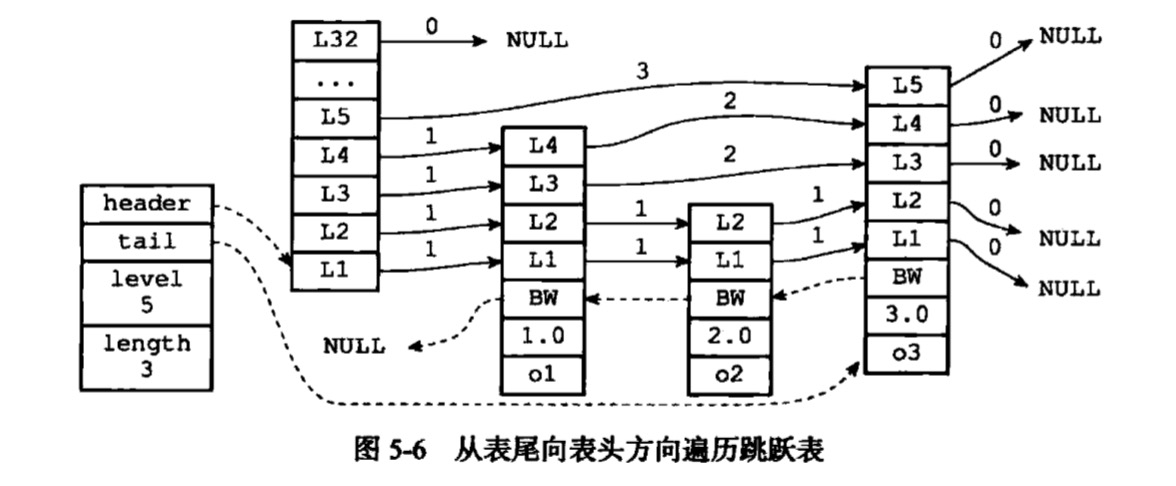 header
tail
level
5
length
3
L32
...
L5
L4
L3
L2
L1
0
NULL
3
1
1
1
1
L4
L3
L2
L1
BW
1.0
o1
NULL
2
2
1
1
L2
L1
BW
2.0
o2
1
1
L5
L4
L3
L2
L1
BW
3.0
o3
0
NULL
0
NULL
0
NULL
0
NULL
0
NULL
图 5-6 从表尾向表头方向遍历跳跃表